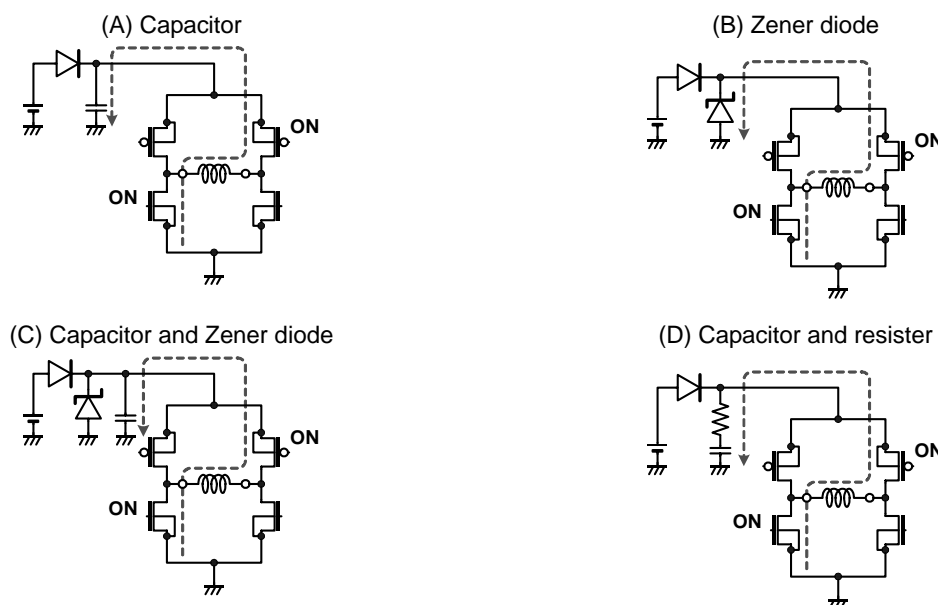 (A) Capacitor
ON
ON
(B) Zener diode
ON
ON
(C) Capacitor and Zener diode
ON
ON
(D) Capacitor and resister
ON
ON